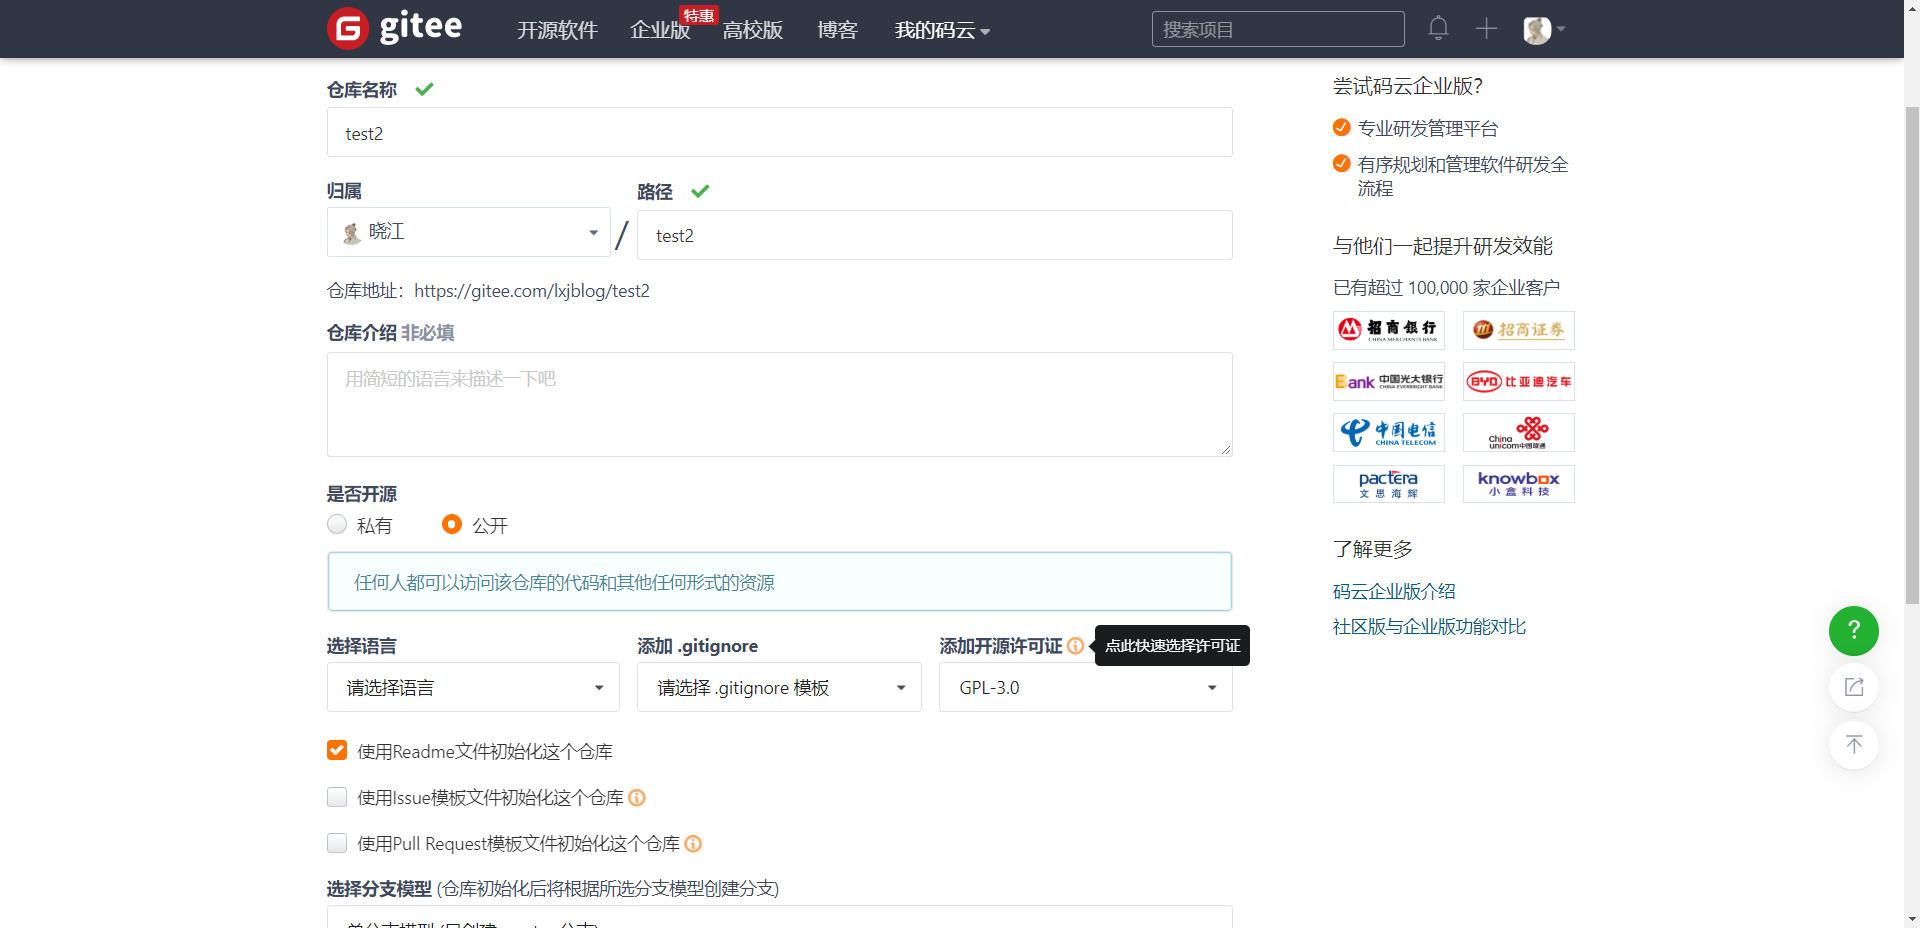 gitee
开源软件
企业版
特惠
高校版
博客
我的码云
搜索项目
仓库名称
test2
归属
晓江
/
路径
test2
仓库地址：https://gitee.com/lxjblog/test2
仓库介绍 非必填
用简短的语言来描述一下吧
是否开源
私有
公开
任何人都可以访问该仓库的代码和其他任何形式的资源
选择语言
请选择语言
添加 .gitignore
请选择 .gitignore 模板
添加开源许可证
点此快速选择许可证
GPL-3.0
使用Readme文件初始化这个仓库
使用Issue模板文件初始化这个仓库
使用Pull Request模板文件初始化这个仓库
选择分支模型 (仓库初始化后将根据所选分支模型创建分支)
尝试码云企业版？
专业研发管理平台
有序规划和管理软件研发全
流程
与他们一起提升研发效能
已有超过 100,000 家企业客户
招商银行
CHINA MERCHANTS BANK
招商证券
Bank 中国光大银行
CHINA EVERBRIGHT BANK
BYD 比亚迪汽车
中国电信
CHINA TELECOM
China
unicom中国联通
pactera
文思海辉
knowbox
小盒科技
了解更多
码云企业版介绍
社区版与企业版功能对比
?